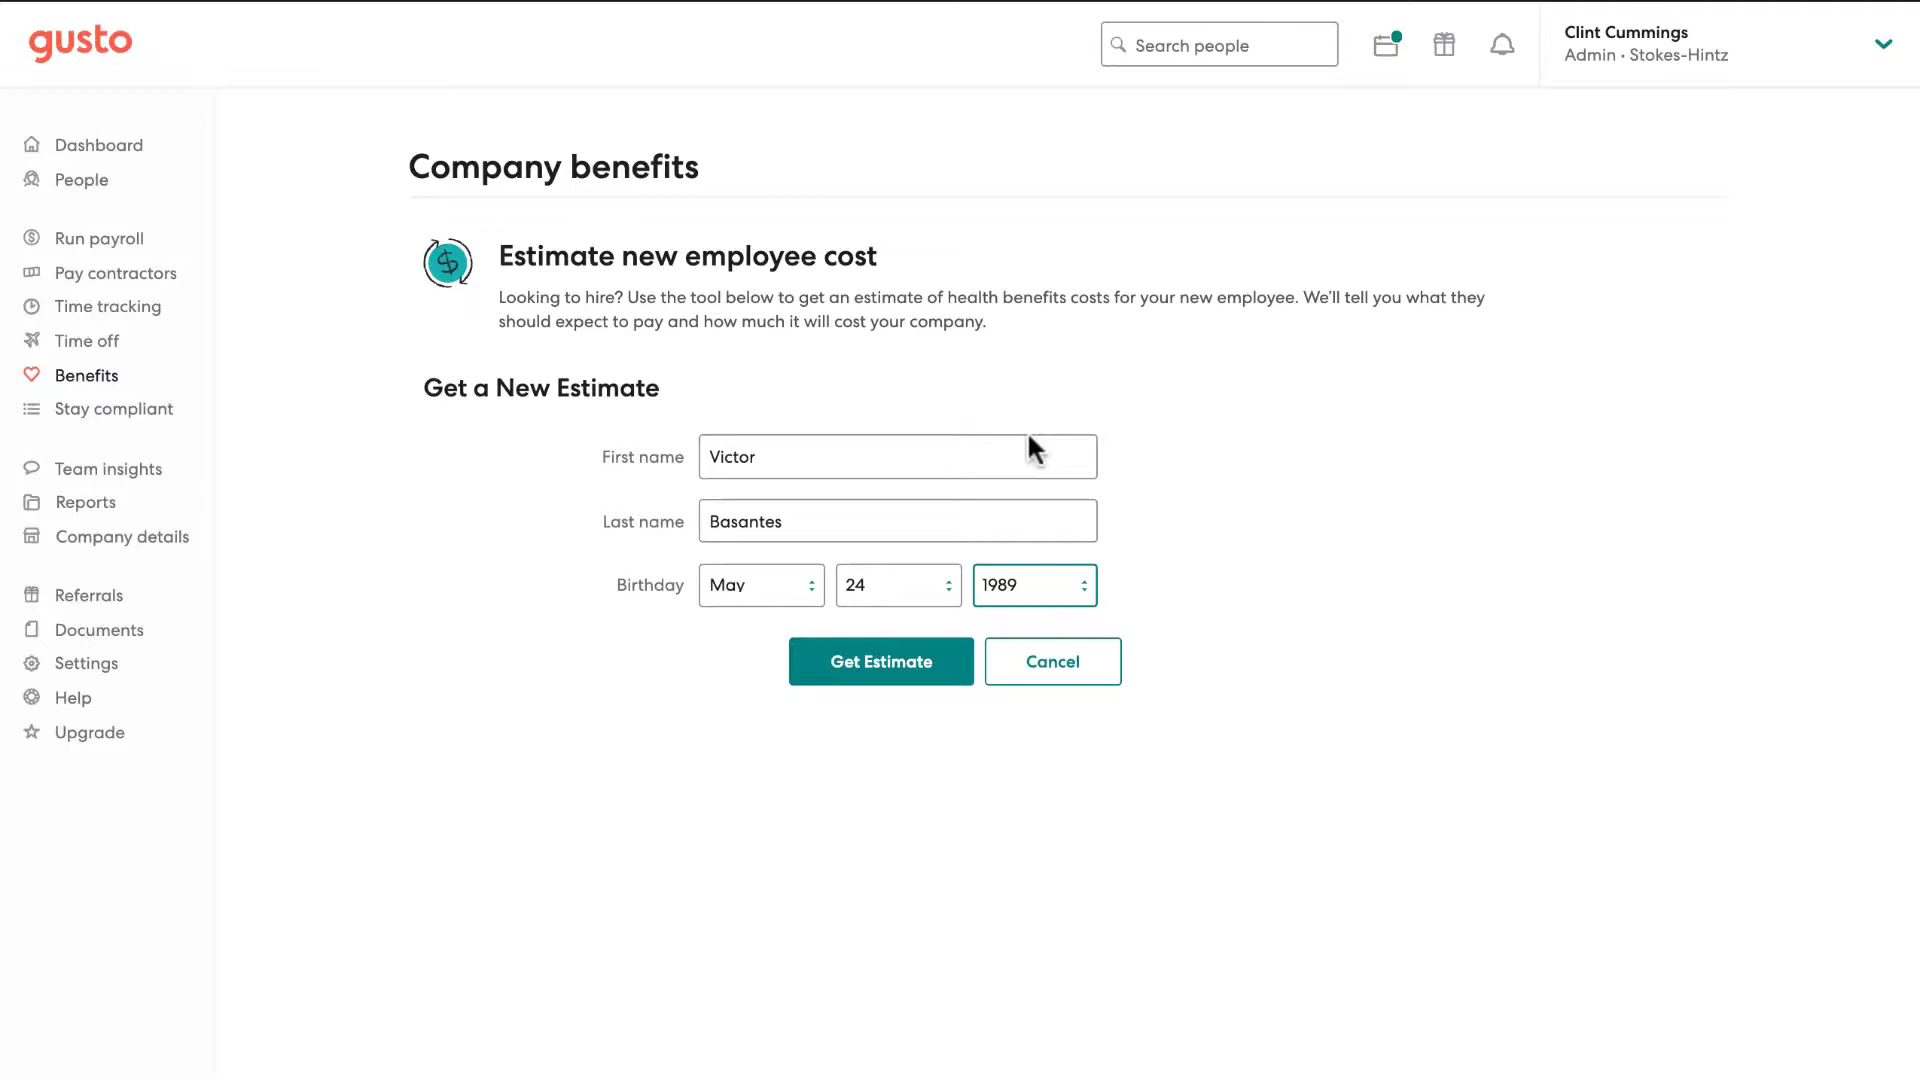 gusto
Search people
Clint Cummings
Admin • Stokes-Hintz
Dashboard
People
Run payroll
Pay contractors
Time tracking
Time off
Benefits
Stay compliant
Team insights
Reports
Company details
Referrals
Documents
Settings
Help
Upgrade
Company benefits
Estimate new employee cost
Looking to hire? Use the tool below to get an estimate of health benefits costs for your new employee. We'll tell you what they
should expect to pay and how much it will cost your company.
Get a New Estimate
First name Victor
Last name Basantes
Birthday May 24 1989
Get Estimate Cancel